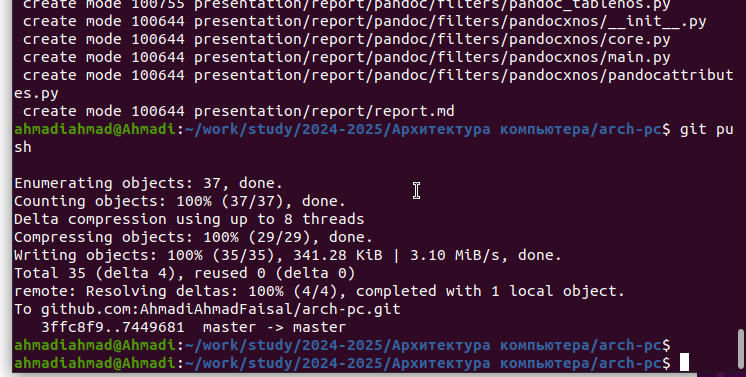 create mode 100755 presentation/report/pandoc/filters/pandoc_tablenos.py
create mode 100644 presentation/report/pandoc/filters/pandocxnos/__init__.py
create mode 100644 presentation/report/pandoc/filters/pandocxnos/core.py
create mode 100644 presentation/report/pandoc/filters/pandocxnos/main.py
create mode 100644 presentation/report/pandoc/filters/pandocxnos/pandocattribut
es.py
create mode 100644 presentation/report/report.md
ahmadiahmad@Ahmadi:~/work/study/2024-2025/Архитектура компьютера/arch-pc$ git pu
sh
Enumerating objects: 37, done.
Counting objects: 100% (37/37), done.
Delta compression using up to 8 threads
Compressing objects: 100% (29/29), done.
Writing objects: 100% (35/35), 341.28 KiB | 3.10 MiB/s, done.
Total 35 (delta 4), reused 0 (delta 0)
remote: Resolving deltas: 100% (4/4), completed with 1 local object.
To github.com:AhmadiAhmadFaisal/arch-pc.git
3ffc8f9..7449681  master -> master
ahmadiahmad@Ahmadi:~/work/study/2024-2025/Архитектура компьютера/arch-pc$
ahmadiahmad@Ahmadi:~/work/study/2024-2025/Архитектура компьютера/arch-pc$